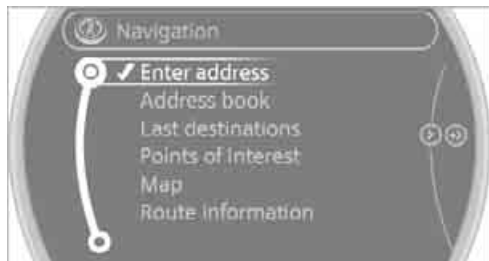 Navigation
Enter address
Address book
Last destinations
Points of Interest
Map
Route information